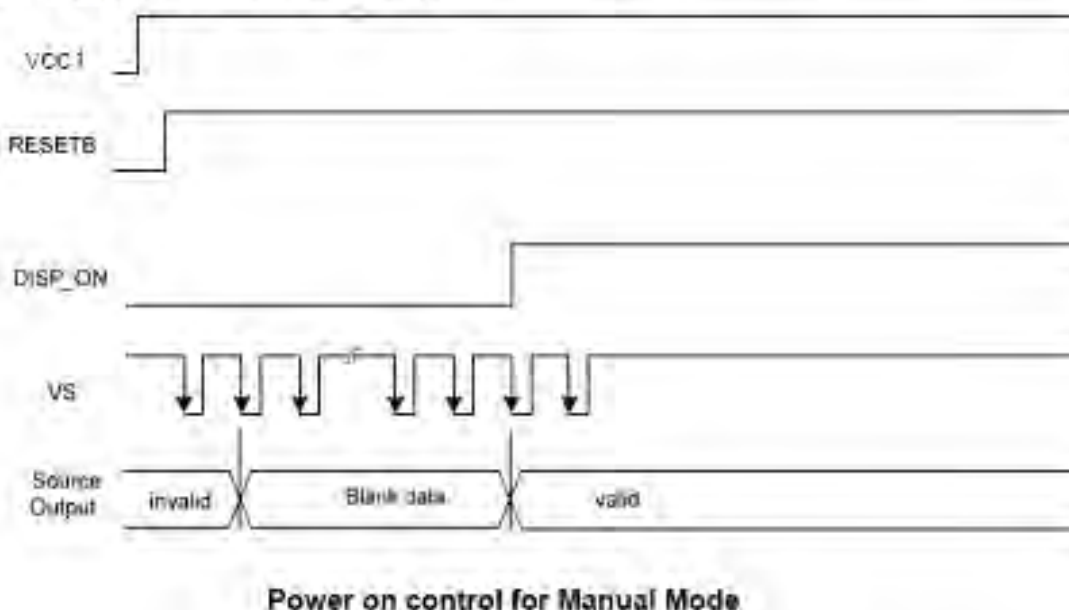 VCC1
RESETB
DISP_ON
VS
Source
Output
invalid
Blank data
valid
Power on control for Manual Mode